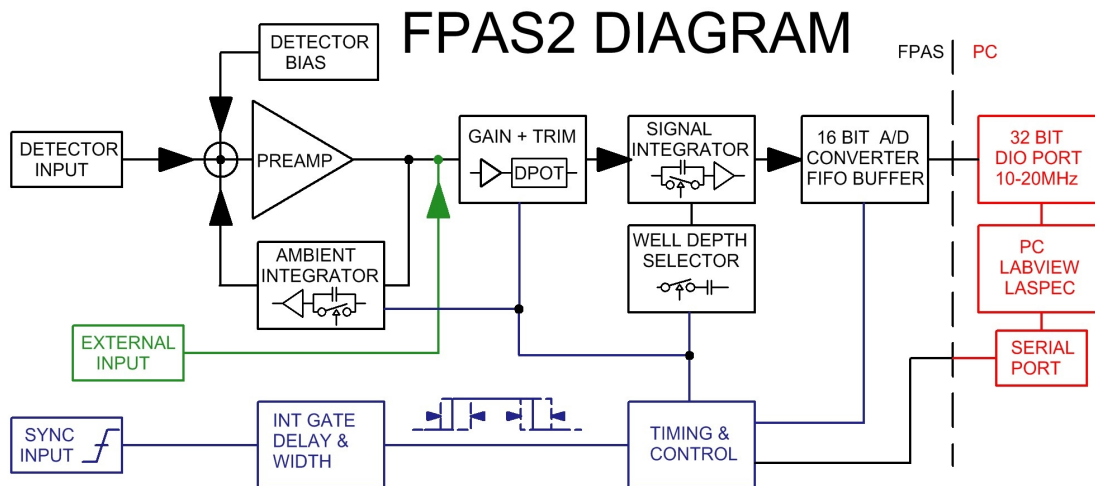 FPAS2 DIAGRAM
DETECTOR
BIAS
FPAS
PC
DETECTOR
INPUT
PREAMP
GAIN + TRIM
DPOT
SIGNAL
INTEGRATOR
16 BIT A/D
CONVERTER
FIFO BUFFER
32 BIT
DIO PORT
10-20MHz
AMBIENT
INTEGRATOR
WELL DEPTH
SELECTOR
PC
LABVIEW
LASPEC
EXTERNAL
INPUT
SERIAL
PORT
SYNC
INPUT
INT GATE
DELAY &
WIDTH
TIMING &
CONTROL